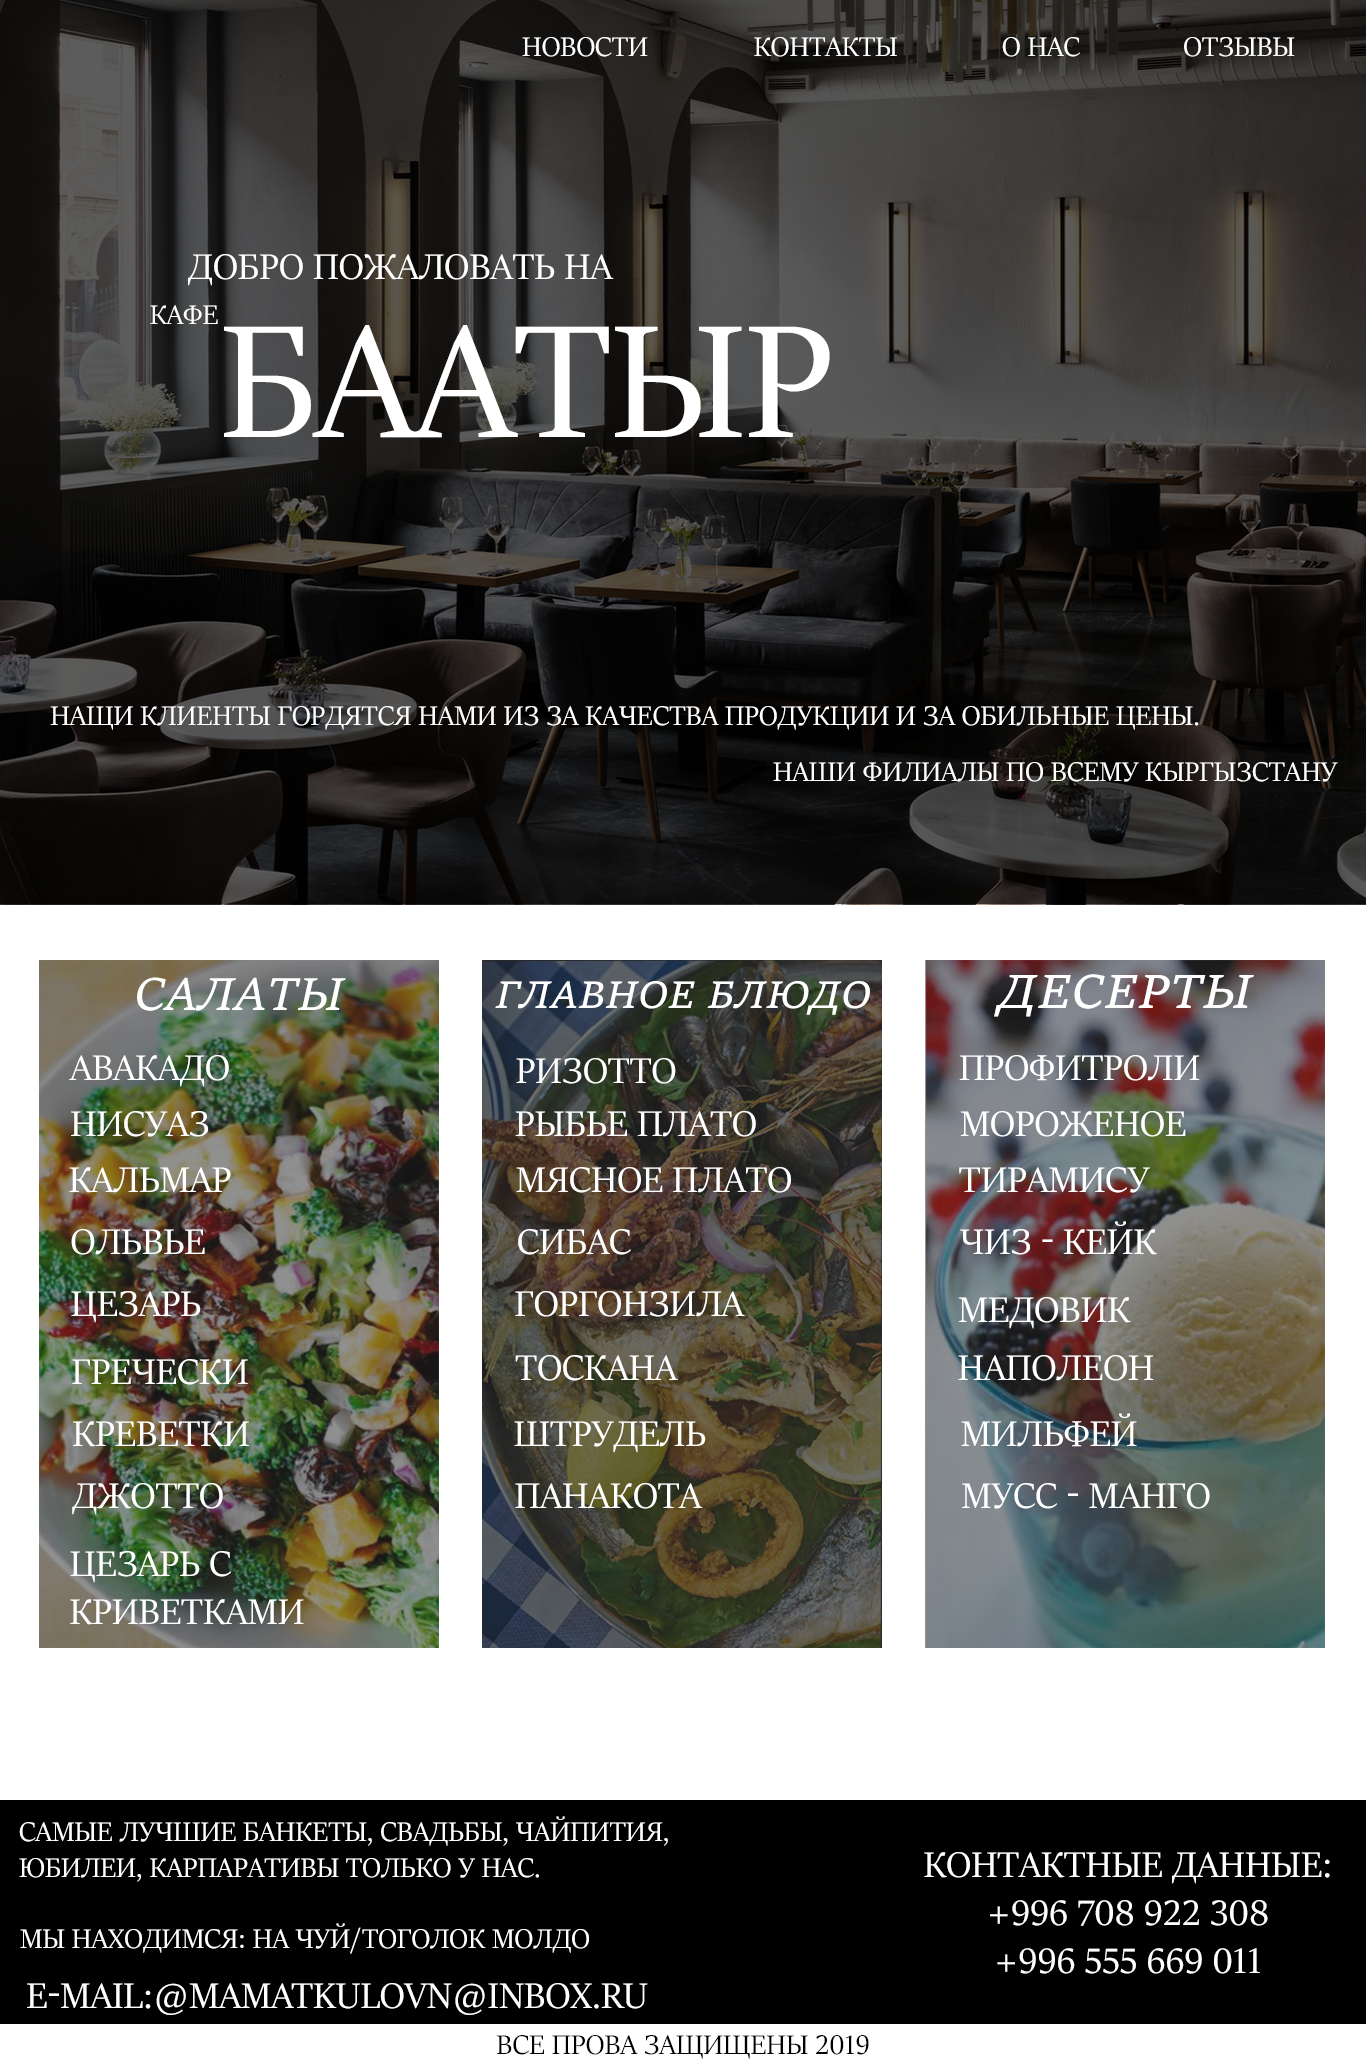 НОВОСТИ КОНТАКТЫ О НАС ОТЗЫВЫ
ДОБРО ПОЖАЛОВАТЬ НА
КАФЕ
БААТЫР
НАЩИ КЛИЕНТЫ ГОРДЯТСЯ НАМИ ИЗ ЗА КАЧЕСТВА ПРОДУКЦИИ И ЗА ОБИЛЬНЫЕ ЦЕНЫ.
НАШИ ФИЛИАЛЫ ПО ВСЕМУ КЫРГЫЗСТАНУ
САЛАТЫ
АВАКАДО
НИСУАЗ
КАЛЬМАР
ОЛЬВЬЕ
ЦЕЗАРЬ
ГРЕЧЕСКИ
КРЕВЕТКИ
ДЖОТТО
ЦЕЗАРЬ С
КРИВЕТКАМИ
ГЛАВНОЕ БЛЮДО
РИЗОТТО
РЫБЬЕ ПЛАТО
МЯСНОЕ ПЛАТО
СИБАС
ГОРГОНЗИЛА
ТОСКАНА
ШТРУДЕЛЬ
ПАНАКОТА
ДЕСЕРТЫ
ПРОФИТРОЛИ
МОРОЖЕНОЕ
ТИРАМИСУ
ЧИЗ - КЕЙК
МЕДОВИК
НАПОЛЕОН
МИЛЬФЕЙ
МУСС - МАНГО
САМЫЕ ЛУЧШИЕ БАНКЕТЫ, СВАДЬБЫ, ЧАЙПИТИЯ,
ЮБИЛЕИ, КАРПАРАТИВЫ ТОЛЬКО У НАС.
МЫ НАХОДИМСЯ: НА ЧУЙ/ТОГОЛОК МОЛДО
E-MAIL:@MAMATKULOVN@INBOX.RU
КОНТАКТНЫЕ ДАННЫЕ:
+996 708 922 308
+996 555 669 011
ВСЕ ПРОВА ЗАЩИЩЕНЫ 2019